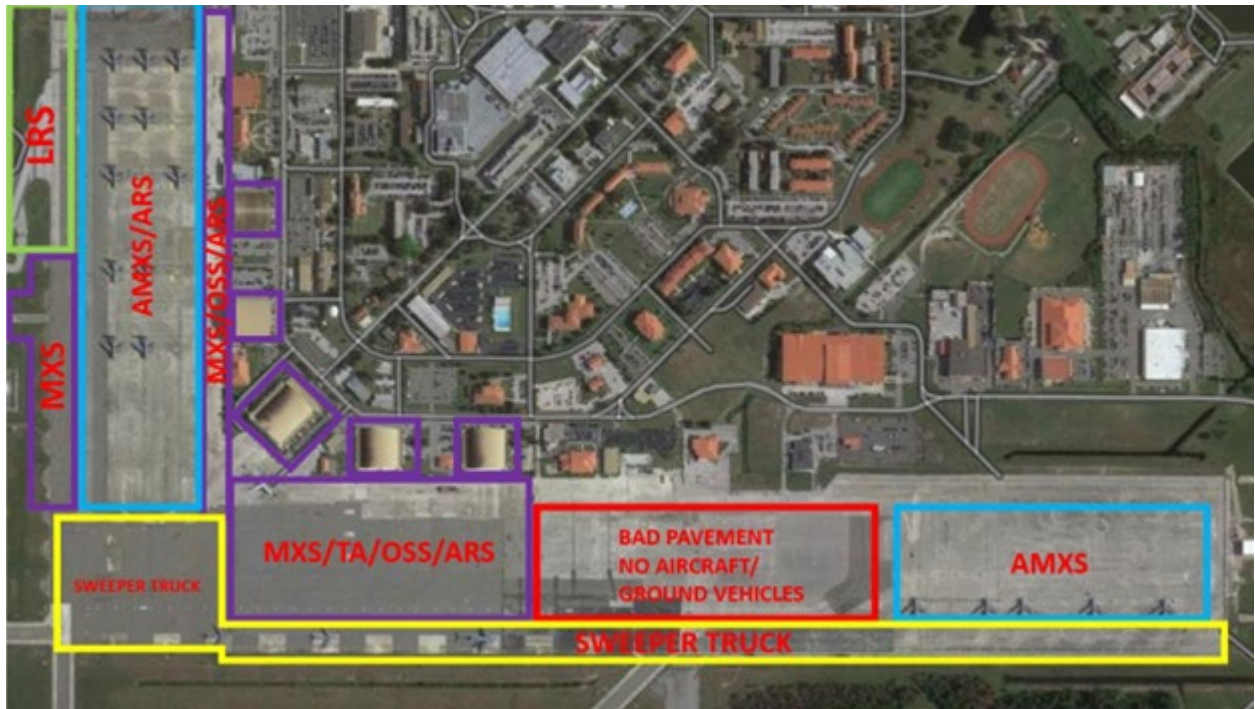 LRS
AMXS/ARS
MXS/OSS/ARS
MXS
MXS/TA/OSS/ARS
BAD PAVEMENT
NO AIRCRAFT/
GROUND VEHICLES
AMXS
SWEEPER TRUCK
SWEEPER TRUCK